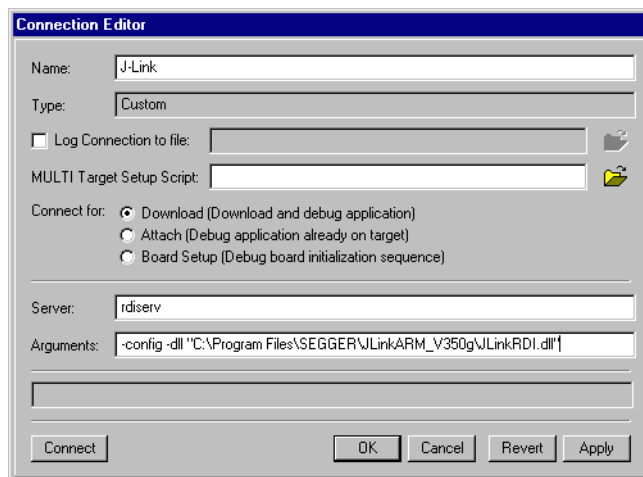 Connection Editor
Name: J-Link
Type: Custom
Log Connection to file:
MULTI Target Setup Script:
Connect for: Download (Download and debug application)
Attach (Debug application already on target)
Board Setup (Debug board initialization sequence)
Server: rdiserv
Arguments: -config -dll "C:\Program Files\SEGGER\JLinkARM_V350g\JLinkRDI.dll"
Connect OK Cancel Revert Apply